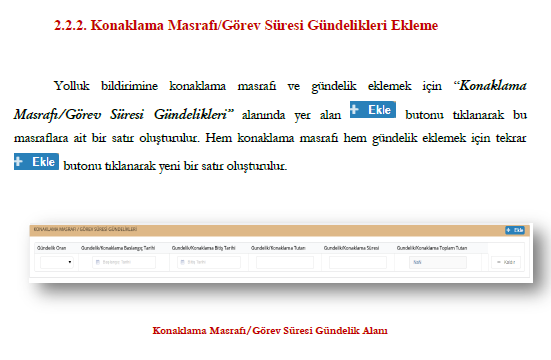 2.2.2. Konaklama Masrafı/Görev Süresi Gündelikleri Ekleme
Yolluk bildirimine konaklama masrafı ve gündelik eklemek için “Konaklama
Masrafı/Görev Süresi Gündelikleri” alanında yer alan + Ekle butonu tıklanarak bu
masraflara ait bir satır oluşturulur. Hem konaklama masrafı hem gündelik eklemek için tekrar
+ Ekle butonu tıklanarak yeni bir satır oluşturulur.
KONAKLAMA MASRAFI / GÖREV SÜRESİ GÜNDELİKLERİ + Ekle
Gündelik Oran Gündelik/Konaklama Başlangıç Tarihi Gündelik/Konaklama Bitiş Tarihi Gündelik/Konaklama Tutarı Gündelik/Konaklama Süresi Gündelik/Konaklama Toplam Tutarı
Başlangıç Tarihi Bitiş Tarihi NaN − Kaldır
Konaklama Masrafı/Görev Süresi Gündelik Alanı